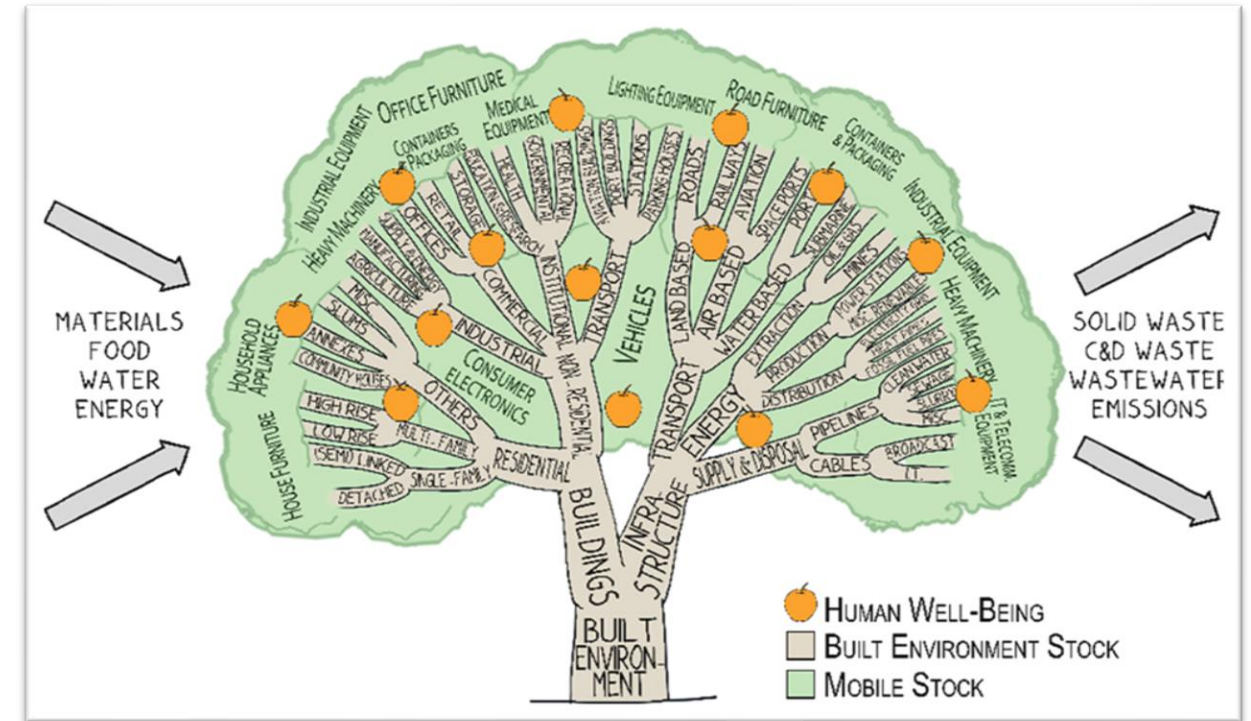 MATERIALS
FOOD
WATER
ENERGY
HOUSE FURNITURE
HOUSEHOLD
APPLIANCES
HEAVY MACHINERY
INDUSTRIAL EQUIPMENT
OFFICE FURNITURE
CONTAINERS
& PACKAGING
MEDICAL
EQUIPMENT
LIGHTING EQUIPMENT
ROAD FURNITURE
CONTAINERS
& PACKAGING
INDUSTRIAL EQUIPMENT
HEAVY MACHINERY
IT & TELECOMM.
EQUIPMENT
CONSUMER
ELECTRONICS
VEHICLES
DETACHED
(SEMI) LINKED
SINGLE-FAMILY
LOW RISE
HIGH RISE
MULTI-FAMILY
RESIDENTIAL
COMMUNITY HOUSES
ANNEXES
SLUMS
MISC.
OTHERS
AGRICULTURE
MANUFACTURING
INDUSTRIAL
OFFICES
RETAIL
STORAGE
COMMERCIAL
HEALTH
INSTITUTIONAL
STATIONS
PARKING HOUSES
TRANSPORT
NON-RESIDENTIAL
BUILDINGS
ROADS
RAILWAYS
LAND BASED
AVIATION
SPACE PORTS
AIR BASED
PORTS
SUBMARINE
WATER BASED
TRANSPORT
OIL & GAS
MINES
EXTRACTION
POWER STATIONS
PRODUCTION
DISTRIBUTION
ENERGY
CLEAN WATER
SEWAGE
SLURRY
MISC.
PIPELINES
BROADCAST
I.T.
CABLES
SUPPLY & DISPOSAL
INFRA-
STRUCTURE
BUILT
ENVIRON-
MENT
SOLID WASTE
C&D WASTE
WASTEWATER
EMISSIONS
HUMAN WELL-BEING
BUILT ENVIRONMENT STOCK
MOBILE STOCK